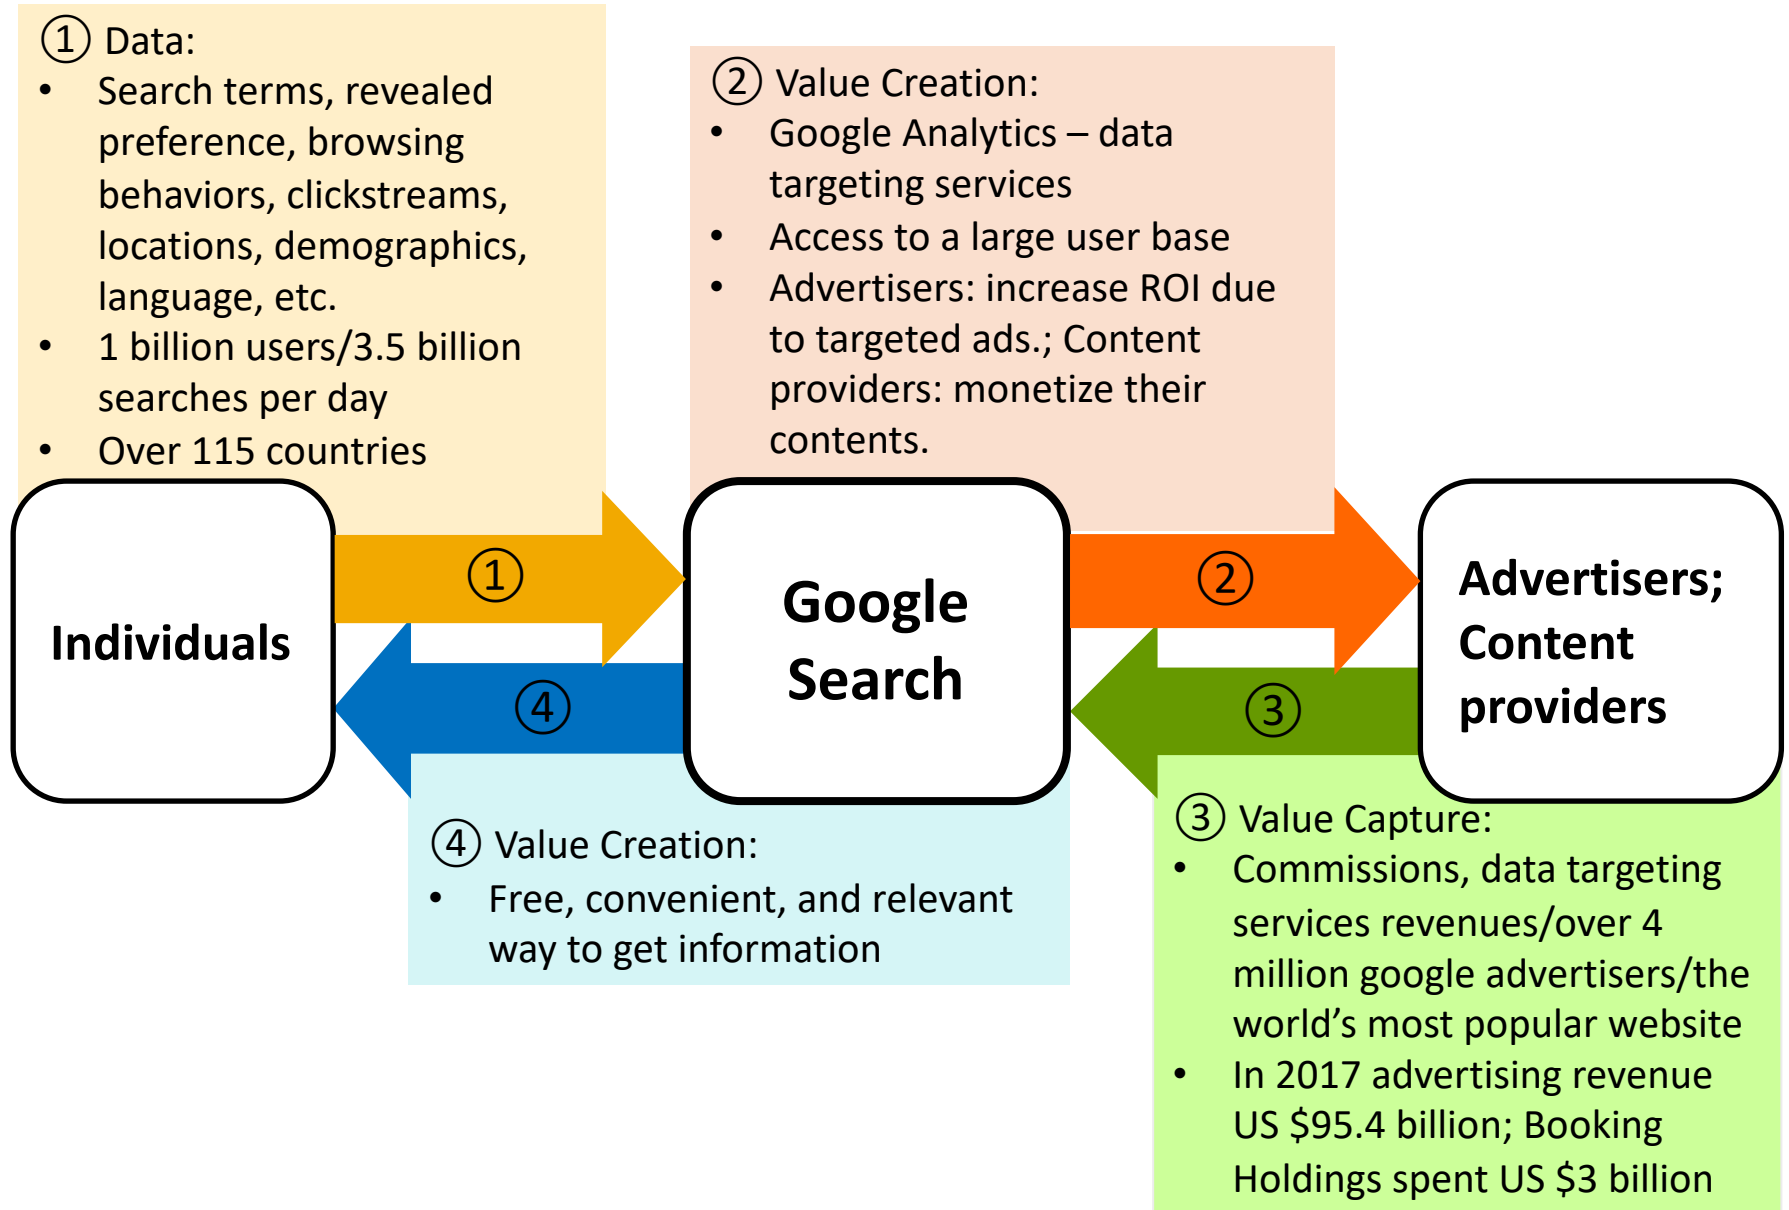 ① Data:
• Search terms, revealed
preference, browsing
behaviors, clickstreams,
locations, demographics,
language, etc.
• 1 billion users/3.5 billion
searches per day
• Over 115 countries
② Value Creation:
• Google Analytics – data
targeting services
• Access to a large user base
• Advertisers: increase ROI due
to targeted ads.; Content
providers: monetize their
contents.
Individuals
①
④
Google
Search
②
③
Advertisers;
Content
providers
④ Value Creation:
• Free, convenient, and relevant
way to get information
③ Value Capture:
• Commissions, data targeting
services revenues/over 4
million google advertisers/the
world’s most popular website
• In 2017 advertising revenue
US $95.4 billion; Booking
Holdings spent US $3 billion